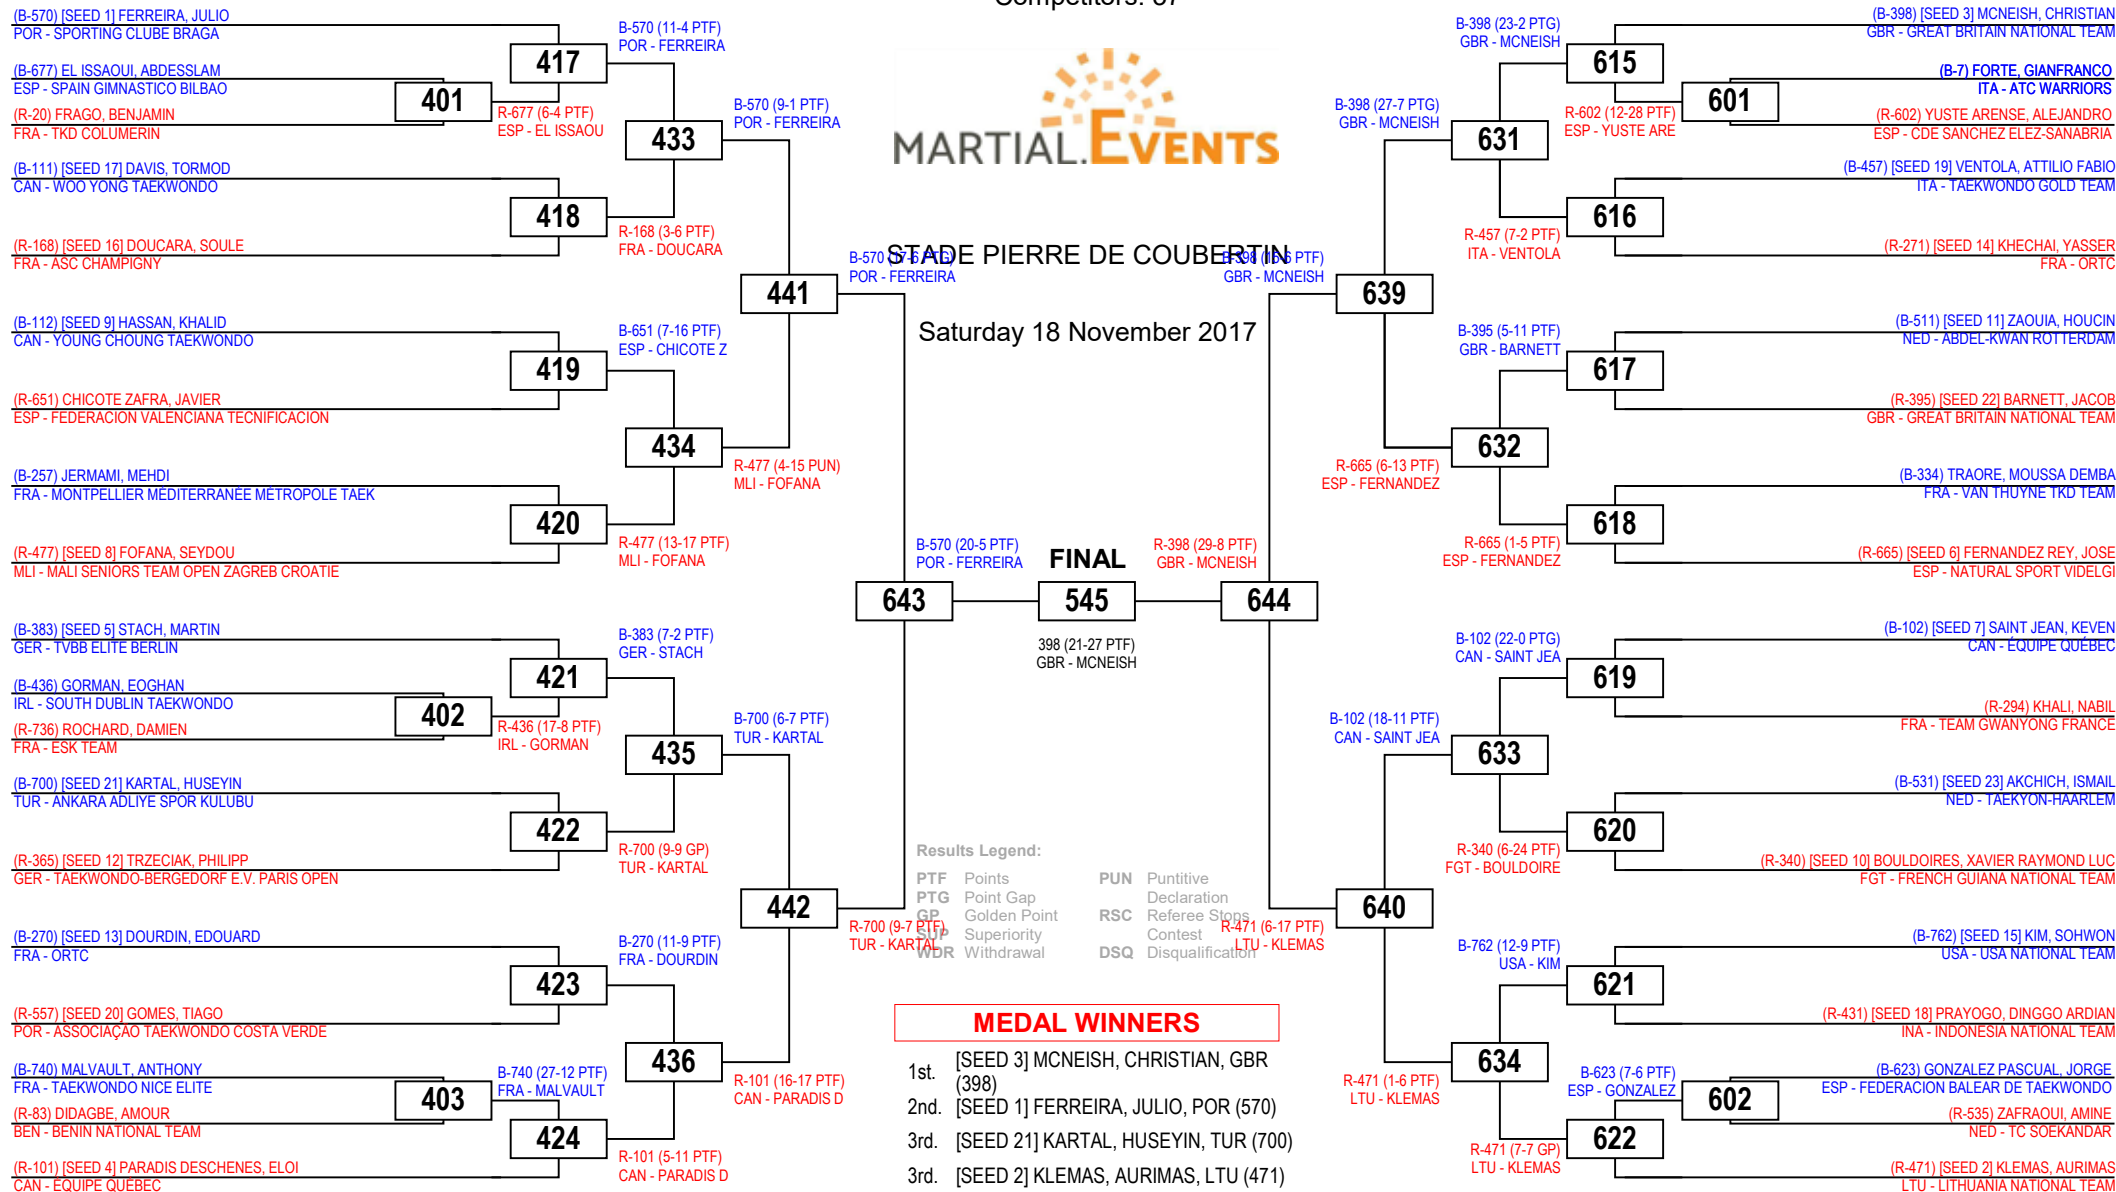 Competitors: 37
(B-570) [SEED 1] FERREIRA, JULIO
POR - SPORTING CLUBE BRAGA
(B-677) EL ISSAOUI, ABDESSLAM
ESP - SPAIN GIMNASTICO BILBAO
(R-20) FRAGO, BENJAMIN
FRA - TKD COLUMERIN
(B-111) [SEED 17] DAVIS, TORMOD
CAN - WOO YONG TAEKWONDO
(R-168) [SEED 16] DOUCARA, SOULE
FRA - ASC CHAMPIGNY
(B-112) [SEED 9] HASSAN, KHALID
CAN - YOUNG CHOUNG TAEKWONDO
(R-651) CHICOTE ZAFRA, JAVIER
ESP - FEDERACION VALENCIANA TECNIFICACION
(B-257) JERMAMI, MEHDI
FRA - MONTPELLIER MÉDITERRANÉE MÉTROPOLE TAEK
(R-477) [SEED 8] FOFANA, SEYDOU
MLI - MALI SENIORS TEAM OPEN ZAGREB CROATIE
(B-383) [SEED 5] STACH, MARTIN
GER - TVBB ELITE BERLIN
(B-436) GORMAN, EOGHAN
IRL - SOUTH DUBLIN TAEKWONDO
(R-736) ROCHARD, DAMIEN
FRA - ESK TEAM
(B-700) [SEED 21] KARTAL, HUSEYIN
TUR - ANKARA ADLIYE SPOR KULUBU
(R-365) [SEED 12] TRZECIAK, PHILIPP
GER - TAEKWONDO-BERGEDORF E.V. PARIS OPEN
(B-270) [SEED 13] DOURDIN, EDOUARD
FRA - ORTC
(R-557) [SEED 20] GOMES, TIAGO
POR - ASSOCIAÇÃO TAEKWONDO COSTA VERDE
(B-740) MALVAULT, ANTHONY
FRA - TAEKWONDO NICE ELITE
(R-83) DIDAGBE, AMOUR
BEN - BENIN NATIONAL TEAM
(R-101) [SEED 4] PARADIS DESCHENES, ELOI
CAN - ÉQUIPE QUÉBEC
401
R-677 (6-4 PTF)
ESP - EL ISSAOU
402
R-436 (17-8 PTF)
IRL - GORMAN
403
B-740 (27-12 PTF)
FRA - MALVAULT
417
B-570 (11-4 PTF)
POR - FERREIRA
418
R-168 (3-6 PTF)
FRA - DOUCARA
419
B-651 (7-16 PTF)
ESP - CHICOTE Z
420
R-477 (13-17 PTF)
MLI - FOFANA
421
B-383 (7-2 PTF)
GER - STACH
422
R-700 (9-9 GP)
TUR - KARTAL
423
B-270 (11-9 PTF)
FRA - DOURDIN
424
R-101 (5-11 PTF)
CAN - PARADIS D
433
B-570 (9-1 PTF)
POR - FERREIRA
434
R-477 (4-15 PUN)
MLI - FOFANA
435
B-700 (6-7 PTF)
TUR - KARTAL
436
R-101 (16-17 PTF)
CAN - PARADIS D
441
B-570 (17-6 PTG)
POR - FERREIRA
442
R-700 (9-7 PTF)
TUR - KARTAL
643
B-570 (20-5 PTF)
POR - FERREIRA
MARTIAL.EVENTS
STADE PIERRE DE COUBERTIN
Saturday 18 November 2017
FINAL
545
398 (21-27 PTF)
GBR - MCNEISH
R-398 (29-8 PTF)
GBR - MCNEISH
644
B-398 (15-6 PTF)
GBR - MCNEISH
639
R-471 (6-17 PTF)
LTU - KLEMAS
640
B-398 (27-7 PTG)
GBR - MCNEISH
631
R-665 (6-13 PTF)
ESP - FERNANDEZ
632
B-102 (18-11 PTF)
CAN - SAINT JEA
633
R-471 (1-6 PTF)
LTU - KLEMAS
634
B-398 (23-2 PTG)
GBR - MCNEISH
615
R-457 (7-2 PTF)
ITA - VENTOLA
616
B-395 (5-11 PTF)
GBR - BARNETT
617
R-665 (1-5 PTF)
ESP - FERNANDEZ
618
B-102 (22-0 PTG)
CAN - SAINT JEA
619
R-340 (6-24 PTF)
FGT - BOULDOIRE
620
B-762 (12-9 PTF)
USA - KIM
621
R-471 (7-7 GP)
LTU - KLEMAS
622
R-602 (12-28 PTF)
ESP - YUSTE ARE
601
B-623 (7-6 PTF)
ESP - GONZALEZ
602
(B-398) [SEED 3] MCNEISH, CHRISTIAN
GBR - GREAT BRITAIN NATIONAL TEAM
(B-7) FORTE, GIANFRANCO
ITA - ATC WARRIORS
(R-602) YUSTE ARENSE, ALEJANDRO
ESP - CDE SANCHEZ ELEZ-SANABRIA
(B-457) [SEED 19] VENTOLA, ATTILIO FABIO
ITA - TAEKWONDO GOLD TEAM
(R-271) [SEED 14] KHECHAI, YASSER
FRA - ORTC
(B-511) [SEED 11] ZAOUIA, HOUCIN
NED - ABDEL-KWAN ROTTERDAM
(R-395) [SEED 22] BARNETT, JACOB
GBR - GREAT BRITAIN NATIONAL TEAM
(B-334) TRAORE, MOUSSA DEMBA
FRA - VAN THUYNE TKD TEAM
(R-665) [SEED 6] FERNANDEZ REY, JOSE
ESP - NATURAL SPORT VIDELGI
(B-102) [SEED 7] SAINT JEAN, KEVEN
CAN - ÉQUIPE QUÉBEC
(R-294) KHALI, NABIL
FRA - TEAM GWANYONG FRANCE
(B-531) [SEED 23] AKCHICH, ISMAIL
NED - TAEKYON-HAARLEM
(R-340) [SEED 10] BOULDOIRES, XAVIER RAYMOND LUC
FGT - FRENCH GUIANA NATIONAL TEAM
(B-762) [SEED 15] KIM, SOHWON
USA - USA NATIONAL TEAM
(R-431) [SEED 18] PRAYOGO, DINGGO ARDIAN
INA - INDONESIA NATIONAL TEAM
(B-623) GONZALEZ PASCUAL, JORGE
ESP - FEDERACION BALEAR DE TAEKWONDO
(R-535) ZAFRAOUI, AMINE
NED - TC SOEKANDAR
(R-471) [SEED 2] KLEMAS, AURIMAS
LTU - LITHUANIA NATIONAL TEAM
Results Legend:
PTF Points
PTG Point Gap
GP Golden Point
SUP Superiority
WDR Withdrawal
PUN Puntitive
Declaration
RSC Referee Stops
Contest
DSQ Disqualification
MEDAL WINNERS
1st. [SEED 3] MCNEISH, CHRISTIAN, GBR
(398)
2nd. [SEED 1] FERREIRA, JULIO, POR (570)
3rd. [SEED 21] KARTAL, HUSEYIN, TUR (700)
3rd. [SEED 2] KLEMAS, AURIMAS, LTU (471)